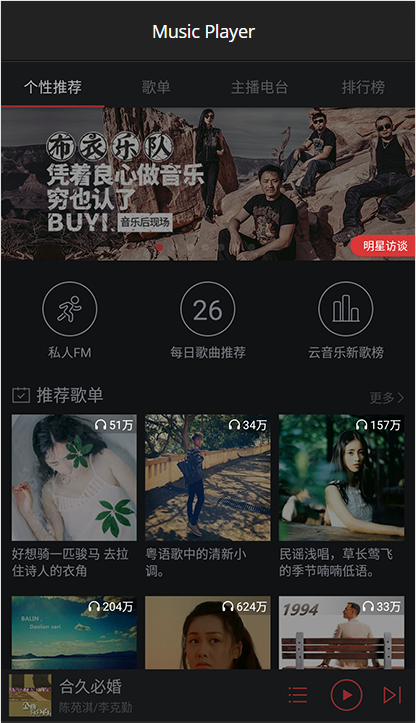 Music Player
个性推荐 歌单 主播电台 排行榜
布衣乐队
凭着良心做音乐
穷也认了
BUYI 音乐后现场
明星访谈
26
私人FM 每日歌曲推荐 云音乐新歌榜
推荐歌单 更多
51万 34万 157万
好想骑一匹骏马 去拉住诗人的衣角
粤语歌中的清新小调。
民谣浅唱，草长莺飞的季节喃喃低语。
204万 624万 33万
BALIN .
Daolian sari
1994
合久必婚
陈苑淇/李克勤